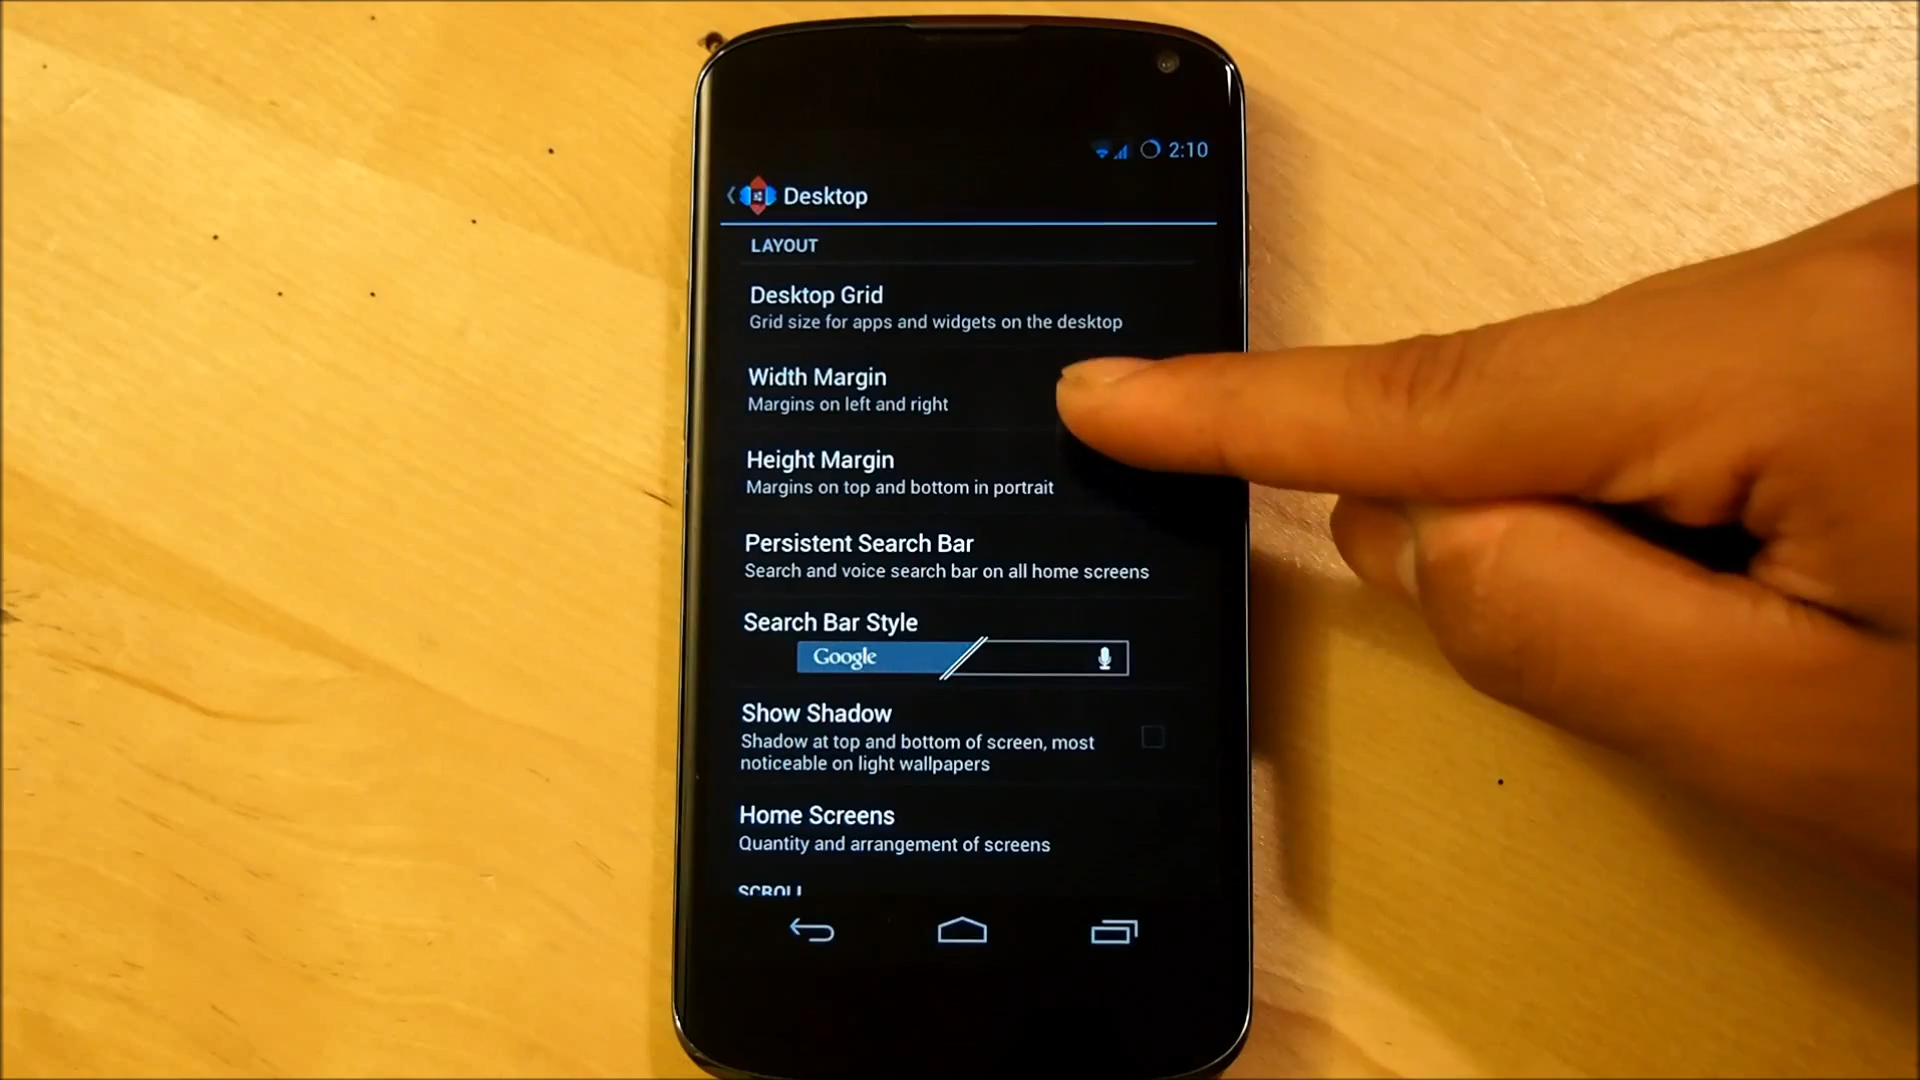 2:10
Desktop
LAYOUT
Desktop Grid
Grid size for apps and widgets on the desktop
Width Margin
Margins on left and right
Height Margin
Margins on top and bottom in portrait
Persistent Search Bar
Search and voice search bar on all home screens
Search Bar Style
Google
Show Shadow
Shadow at top and bottom of screen, most
noticeable on light wallpapers
Home Screens
Quantity and arrangement of screens
SCROLL